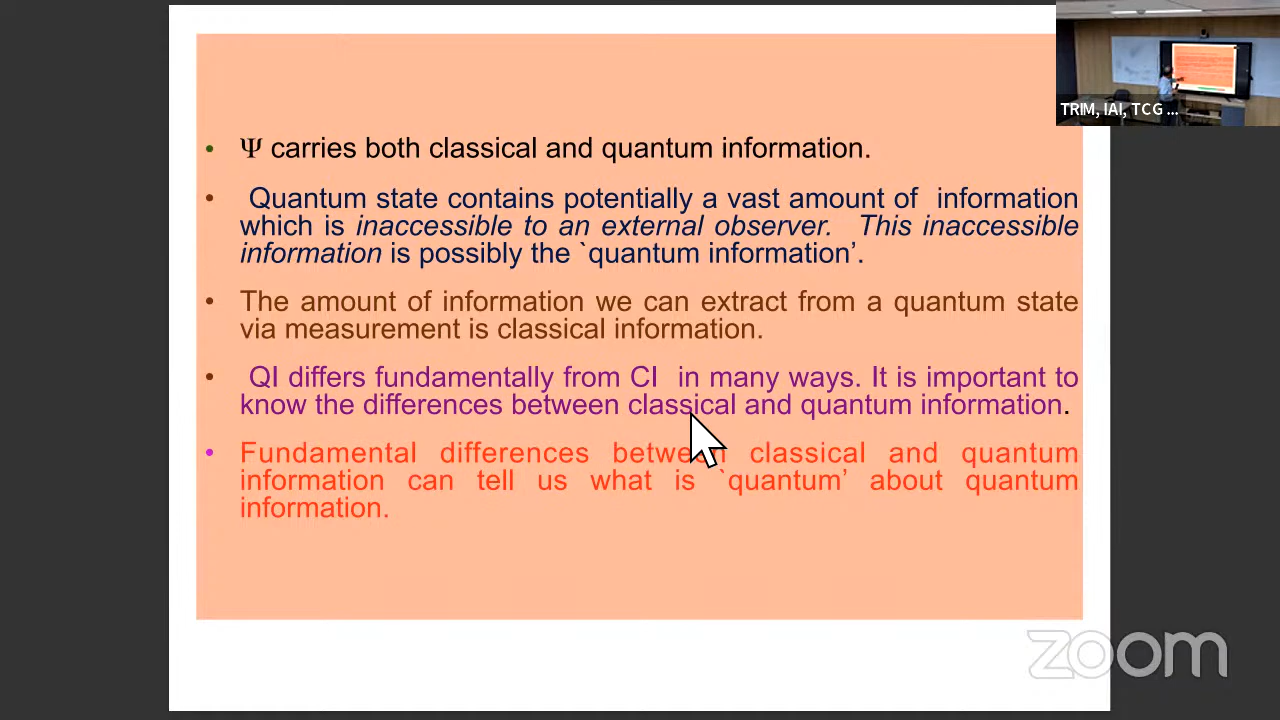 Ψ carries both classical and quantum information.
Quantum state contains potentially a vast amount of information
which is inaccessible to an external observer. This inaccessible
information is possibly the `quantum information’.
The amount of information we can extract from a quantum state
via measurement is classical information.
QI differs fundamentally from CI in many ways. It is important to
know the differences between classical and quantum information.
Fundamental differences between classical and quantum
information can tell us what is `quantum’ about quantum
information.
TRIM, IAI, TCG ...
zoom